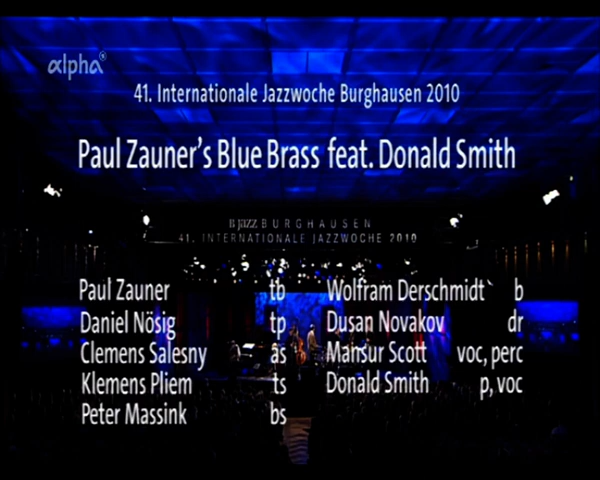 alpha
41. Internationale Jazzwoche Burghausen 2010
Paul Zauner's Blue Brass feat. Donald Smith
B'JAZZ BURGHAUSEN
41. INTERNATIONALE JAZZWOCHE 2010
Paul Zauner tb
Daniel Nösig tp
Clemens Salesny as
Klemens Pliem ts
Peter Massink bs
Wolfram Derschmidt b
Dusan Novakov dr
Mansur Scott voc, perc
Donald Smith p, voc